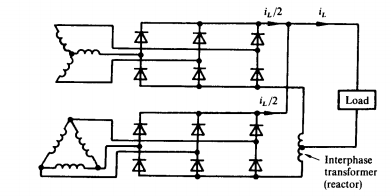 i_L/2
i_L
i_L/2
Load
Interphase
transformer
(reactor)